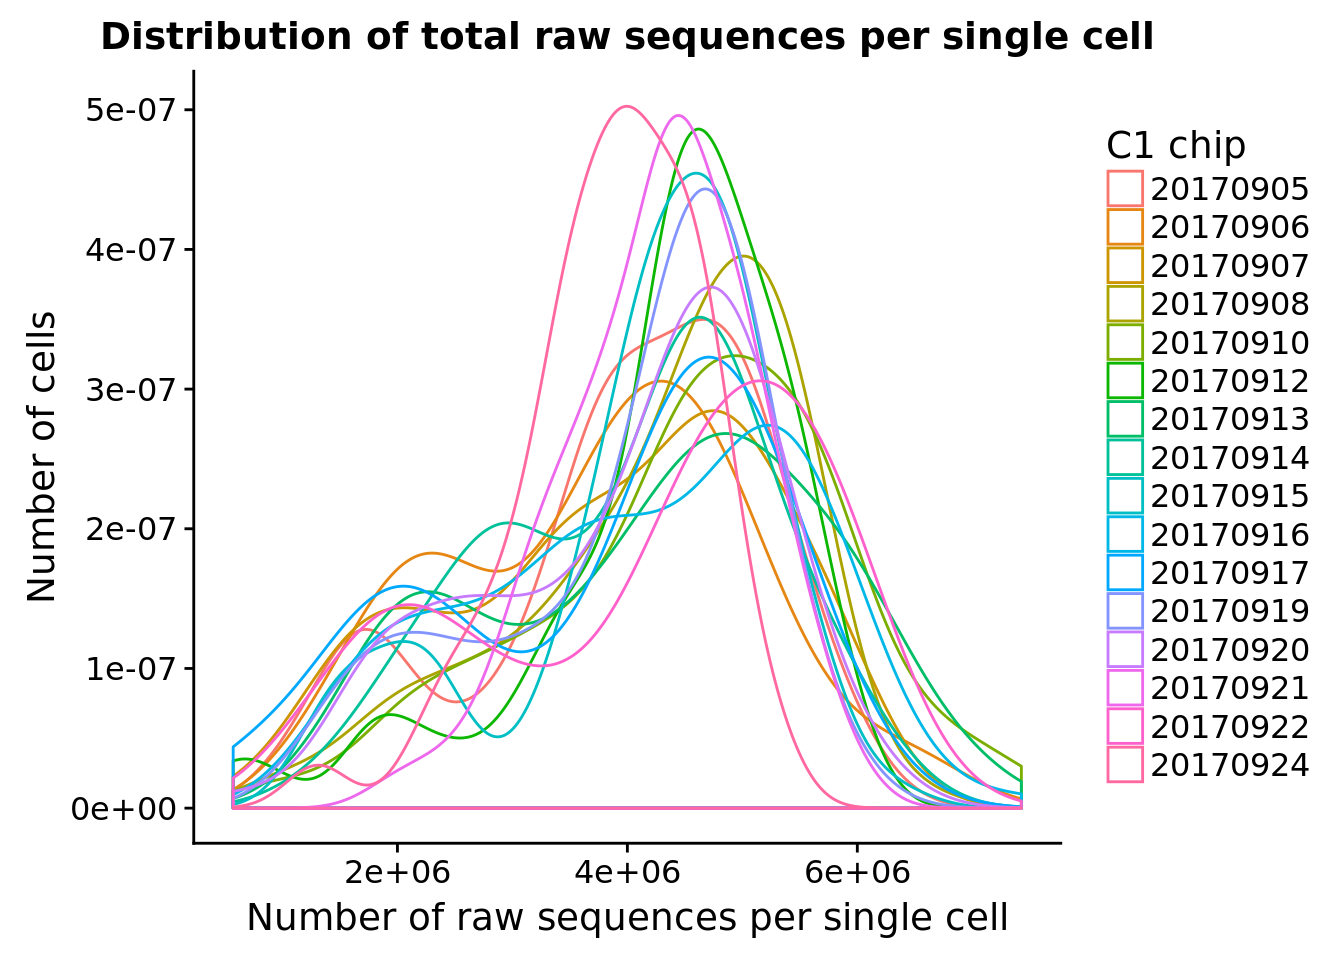 Distribution of total raw sequences per single cell
5e-07
4e-07
3e-07
2e-07
1e-07
0e+00
Number of cells
2e+06 4e+06 6e+06
Number of raw sequences per single cell
C1 chip
20170905
20170906
20170907
20170908
20170910
20170912
20170913
20170914
20170915
20170916
20170917
20170919
20170920
20170921
20170922
20170924